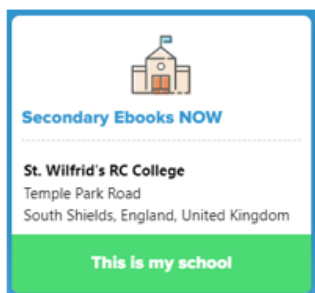 Secondary Ebooks NOW
St. Wilfrid's RC College
Temple Park Road
South Shields, England, United Kingdom
This is my school